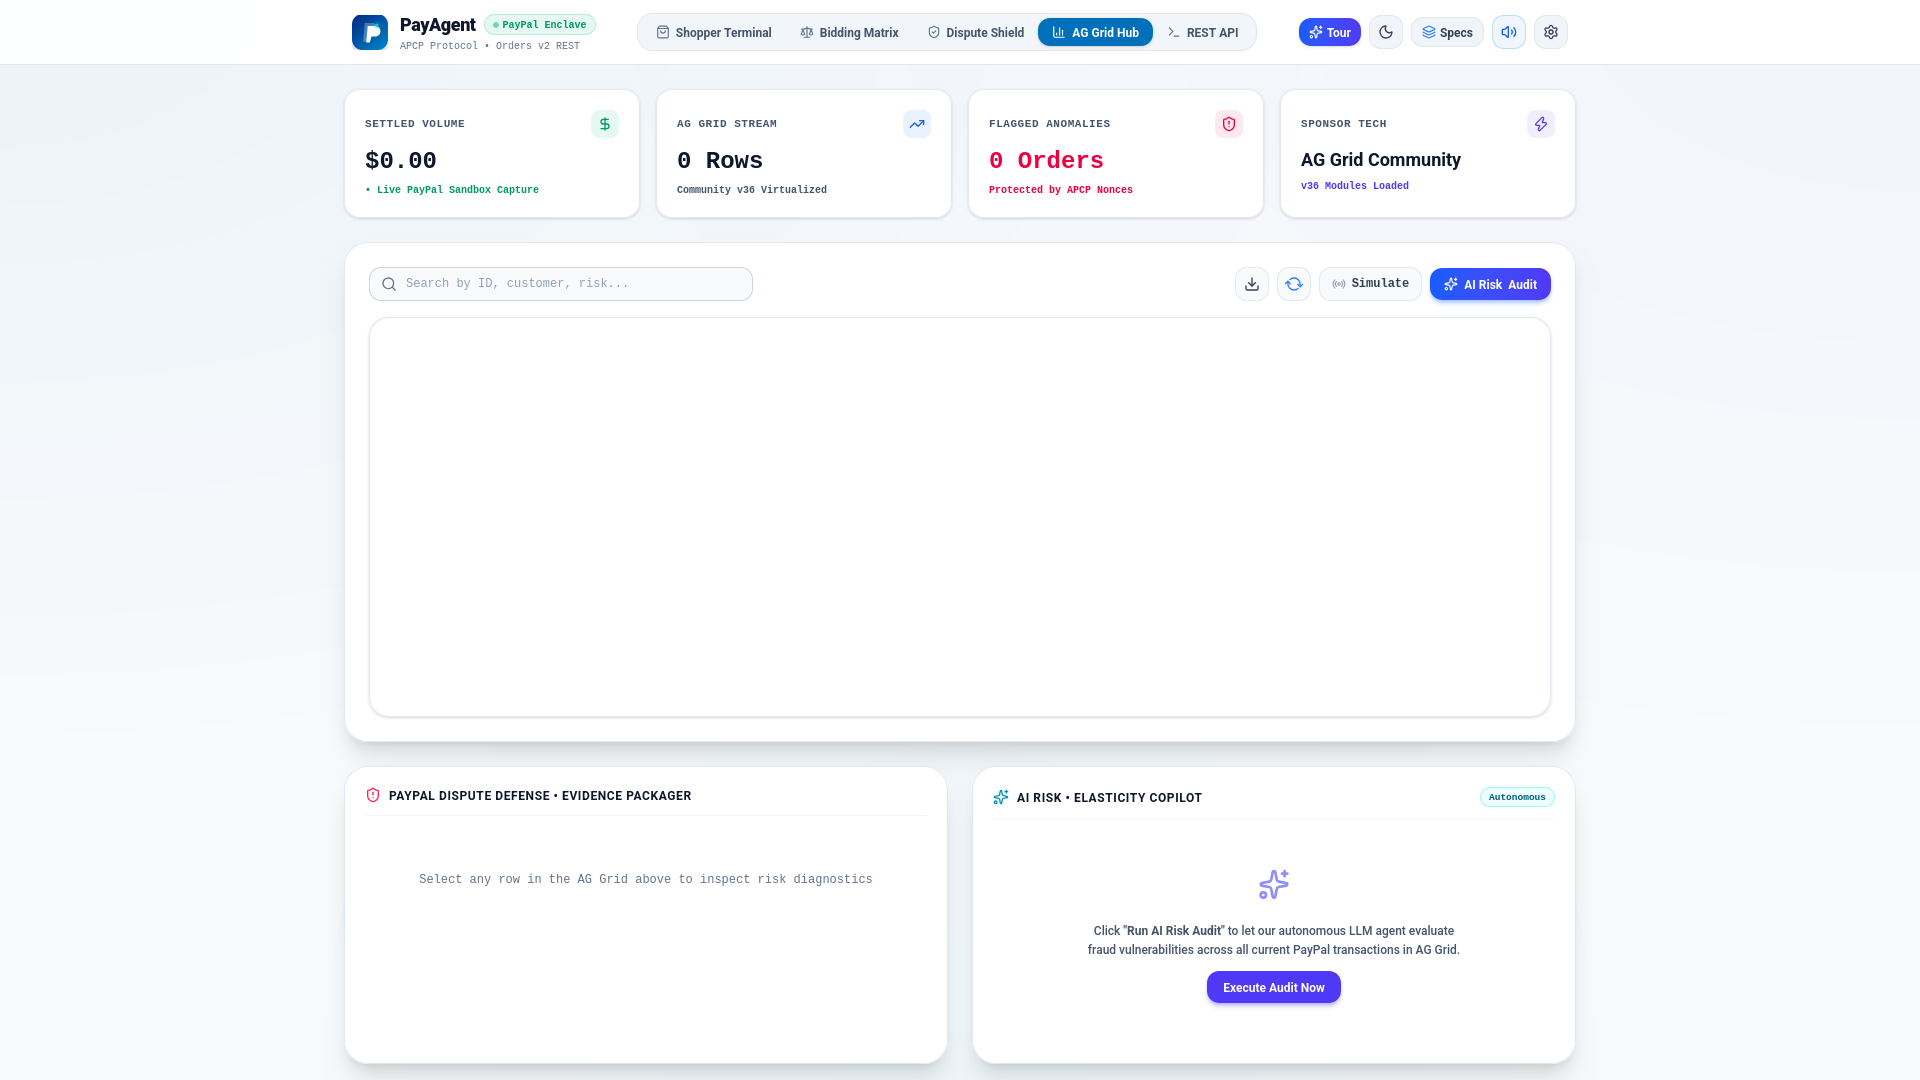 PayAgent
PayPal Enclave
APCP Protocol • Orders v2 REST
Shopper Terminal
Bidding Matrix
Dispute Shield
AG Grid Hub
REST API
Tour
Specs
SETTLED VOLUME
$0.00
• Live PayPal Sandbox Capture
AG GRID STREAM
0 Rows
Community v36 Virtualized
FLAGGED ANOMALIES
0 Orders
Protected by APCP Nonces
SPONSOR TECH
AG Grid Community
v36 Modules Loaded
Search by ID, customer, risk...
Simulate
AI Risk Audit
PAYPAL DISPUTE DEFENSE • EVIDENCE PACKAGER
Select any row in the AG Grid above to inspect risk diagnostics
AI RISK • ELASTICITY COPILOT
Autonomous
Click "Run AI Risk Audit" to let our autonomous LLM agent evaluate
fraud vulnerabilities across all current PayPal transactions in AG Grid.
Execute Audit Now